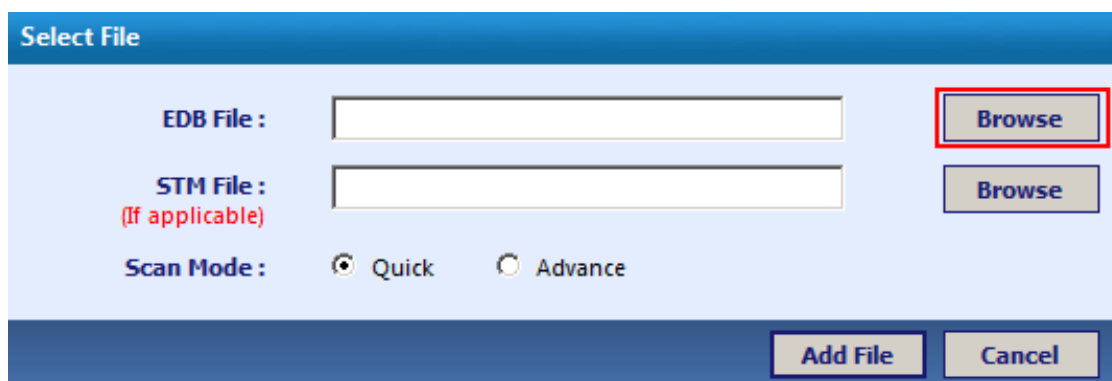 Select File
EDB File : Browse
STM File : Browse
(If applicable)
Scan Mode : Quick Advance
Add File Cancel